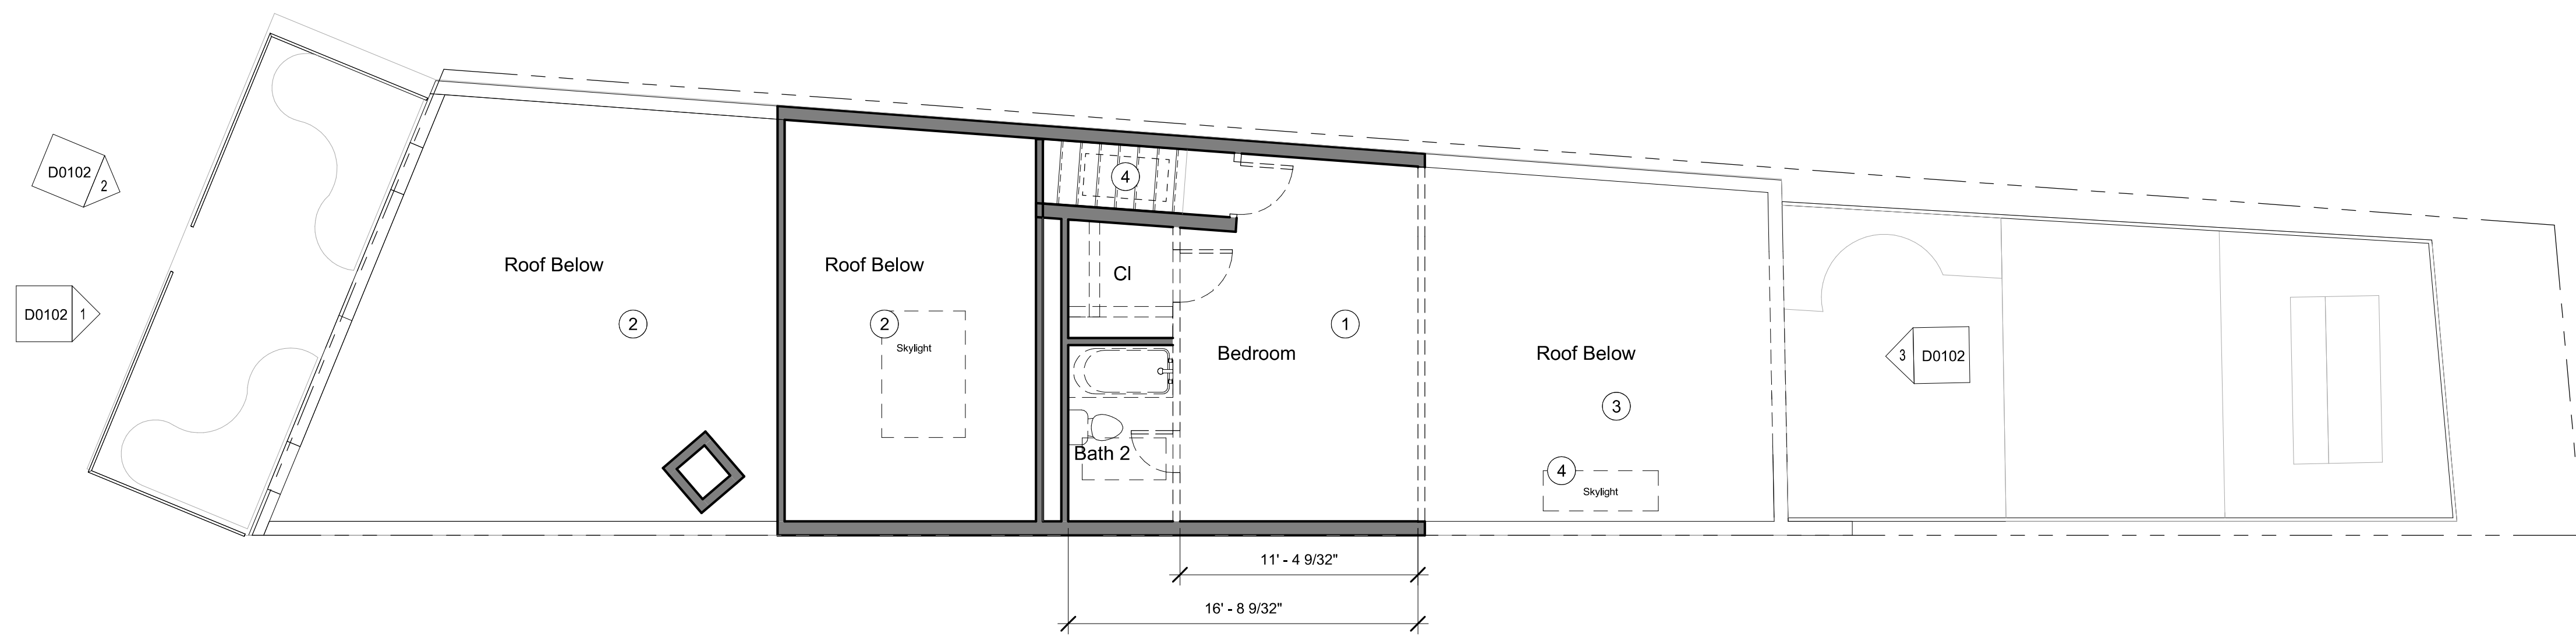 D0102
2
D0102
1
Roof Below
2
Roof Below
2
Skylight
4
Cl
Bath 2
Bedroom
1
Roof Below
3
4
Skylight
3
D0102
11' - 4 9/32"
16' - 8 9/32"